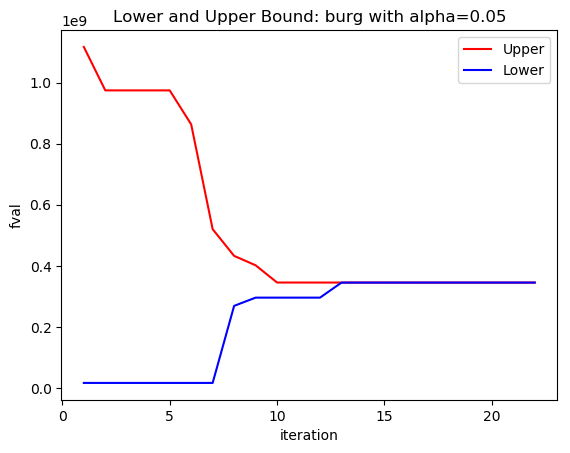 Lower and Upper Bound: burg with alpha=0.05
1e9
Upper
Lower
1.0
0.8
0.6
0.4
0.2
0.0
fval
0 5 10 15 20
iteration